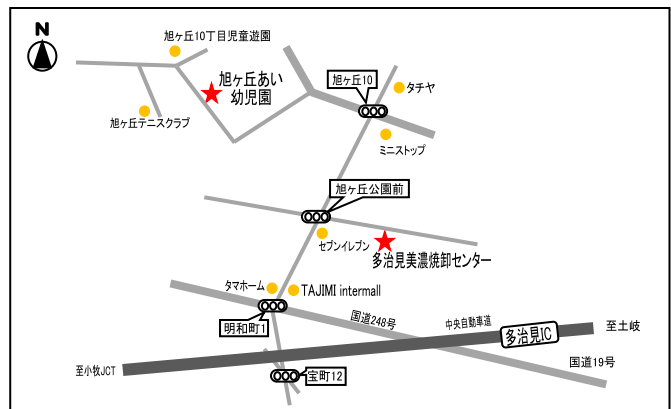 N
旭ヶ丘10丁目児童遊園
旭ヶ丘あい
幼児園
旭ヶ丘10
タチヤ
旭ヶ丘テニスクラブ
ミニストップ
旭ヶ丘公園前
セブンイレブン
多治見美濃焼卸センター
タマホーム
TAJIMI intermall
明和町1
国道248号
中央自動車道
多治見IC
至土岐
国道19号
至小牧JCT
宝町12